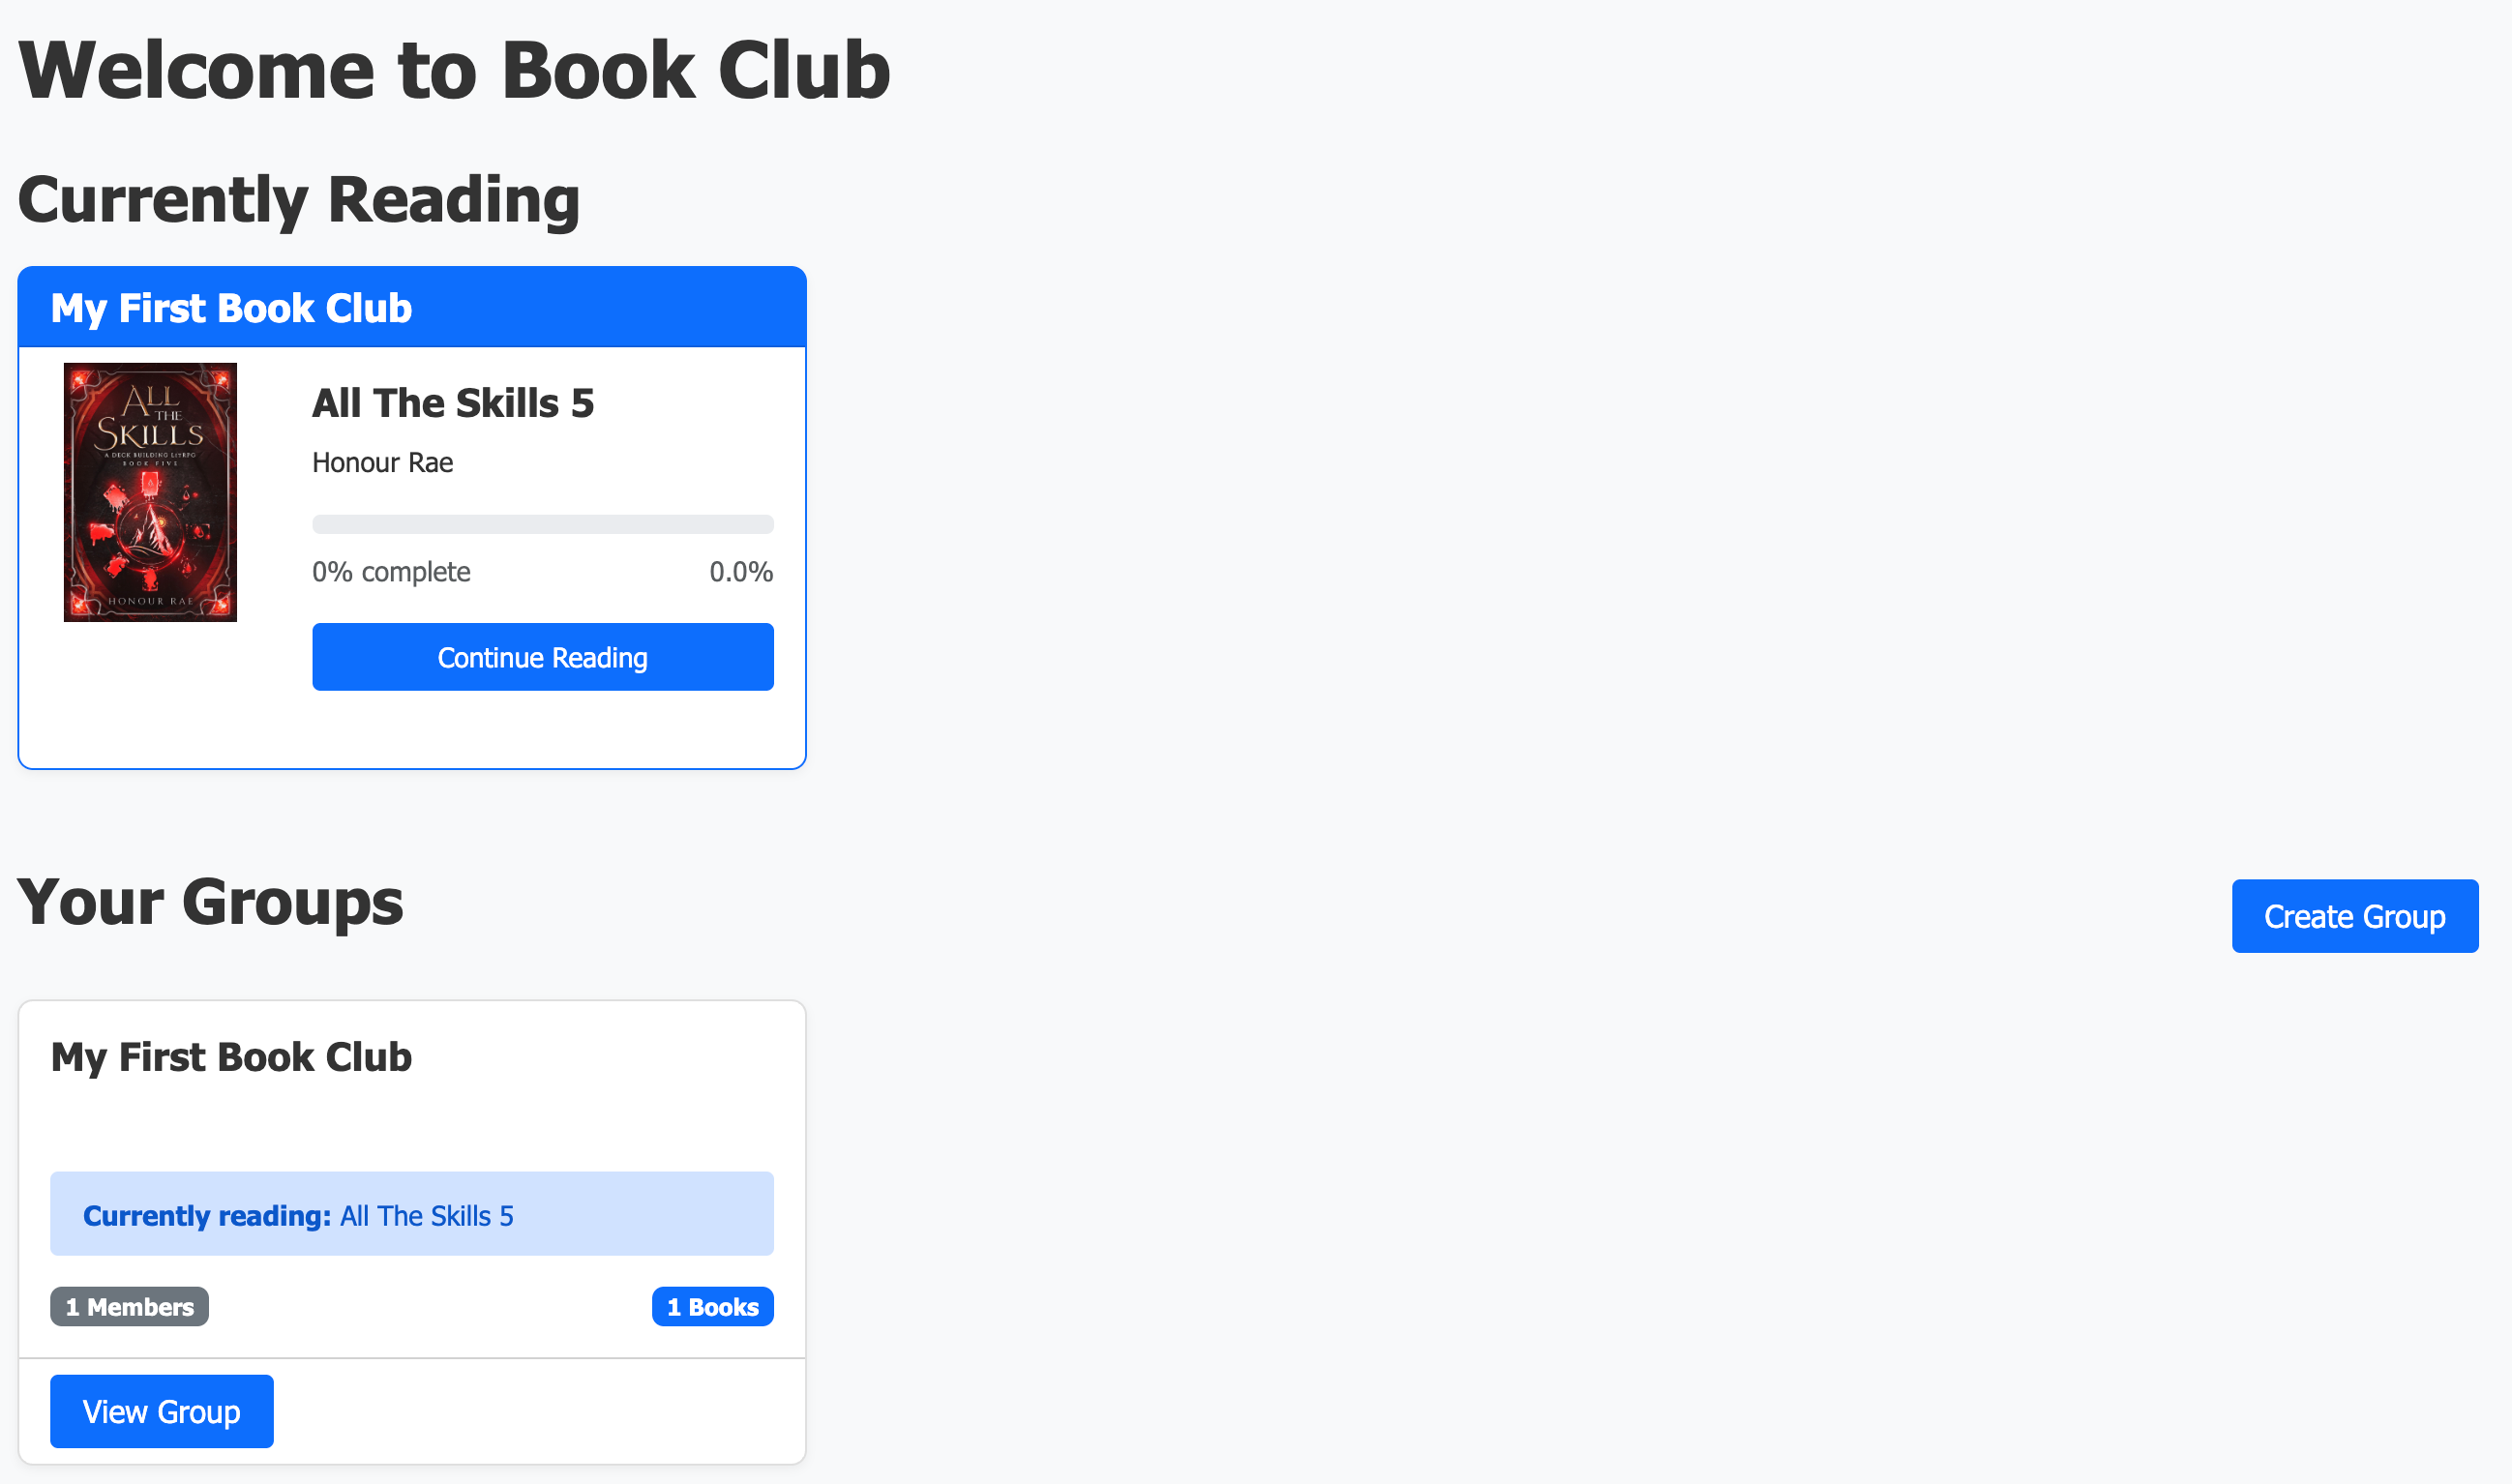 Welcome to Book Club
Currently Reading
My First Book Club
ALL
THE
SKILLS
A DECK BUILDING LITRPG
BOOK FIVE
HONOUR RAE
All The Skills 5
Honour Rae
0% complete 0.0%
Continue Reading
Your Groups
Create Group
My First Book Club
Currently reading: All The Skills 5
1 Members 1 Books
View Group